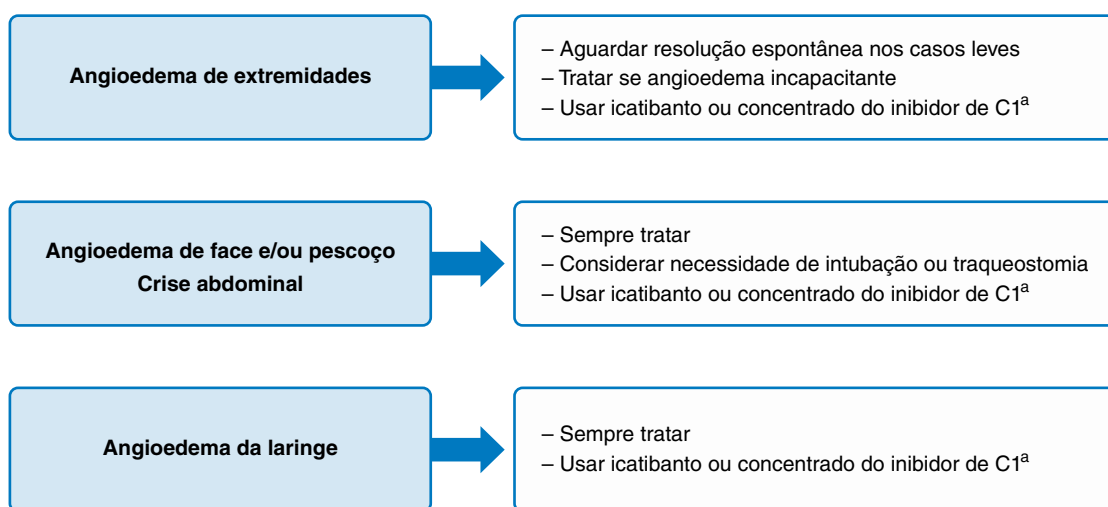 Angioedema de extremidades
– Aguardar resolução espontânea nos casos leves
– Tratar se angioedema incapacitante
– Usar icatibanto ou concentrado do inibidor de C1ª
Angioedema de face e/ou pescoço
Crise abdominal
– Sempre tratar
– Considerar necessidade de intubação ou traqueostomia
– Usar icatibanto ou concentrado do inibidor de C1ª
Angioedema da laringe
– Sempre tratar
– Usar icatibanto ou concentrado do inibidor de C1ª